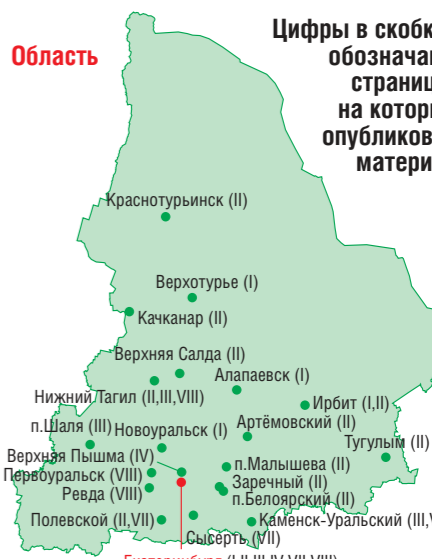 Область
Цифры в скобк
обозначаю
страниц
на которы
опубликов
матери
Краснотурьинск (II)
Верхотурье (I)
Качканар (II)
Верхняя Салда (II)
Алапаевск (I)
Нижний Тагил (II,III,VIII)
Ирбит (I,II)
п.Шаля (III)
Новоуральск (I)
Артёмовский (II)
Тугулым (II)
Верхняя Пышма (IV)
п.Малышева (II)
Первоуральск (VIII)
Заречный (II)
Ревда (VIII)
п.Белоярский (II)
Полевской (II,VII)
Каменск-Уральский (III,V
Сысерть (VII)